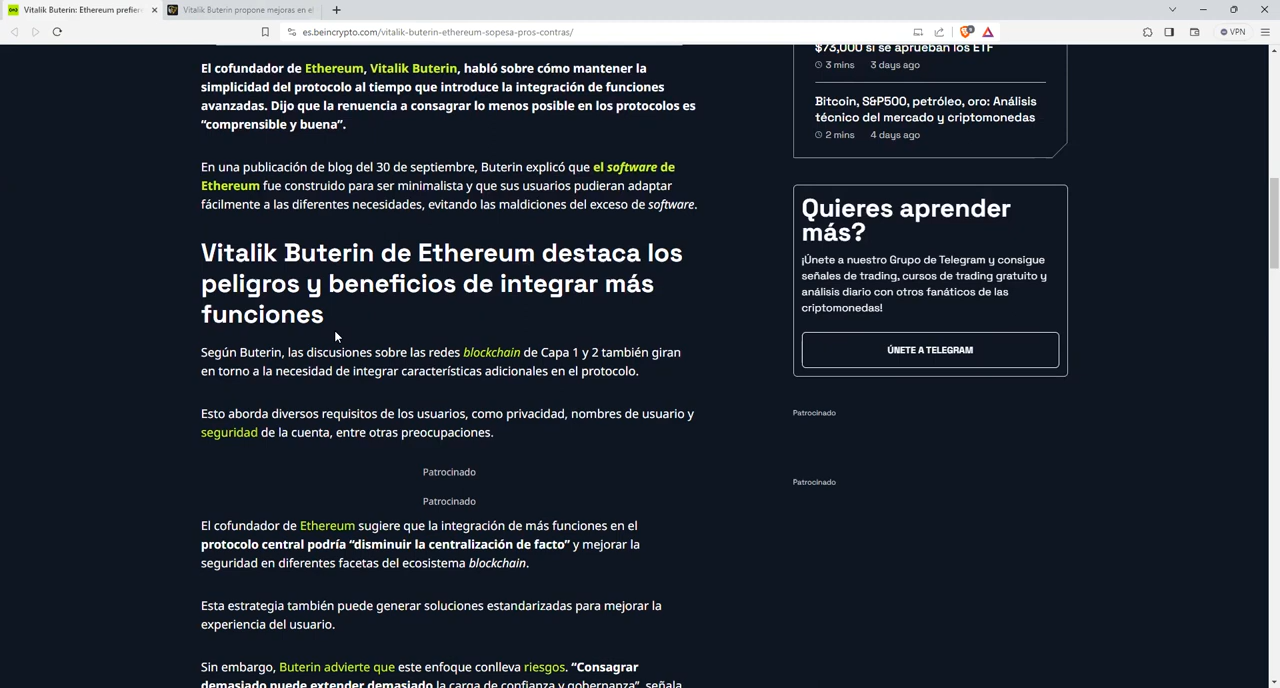 Vitalik Buterin: Ethereum prefier
Vitalik Buterin propone mejoras en el
es.beincrypto.com/vitalik-buterin-ethereum-sopesa-pros-contras/
VPN
El cofundador de Ethereum, Vitalik Buterin, habló sobre cómo mantener la
simplicidad del protocolo al tiempo que introduce la integración de funciones
avanzadas. Dijo que la renuencia a consagrar lo menos posible en los protocolos es
“comprensible y buena”.
En una publicación de blog del 30 de septiembre, Buterin explicó que el software de
Ethereum fue construido para ser minimalista y que sus usuarios pudieran adaptar
fácilmente a las diferentes necesidades, evitando las maldiciones del exceso de software.
Vitalik Buterin de Ethereum destaca los
peligros y beneficios de integrar más
funciones
Según Buterin, las discusiones sobre las redes blockchain de Capa 1 y 2 también giran
en torno a la necesidad de integrar características adicionales en el protocolo.
Esto aborda diversos requisitos de los usuarios, como privacidad, nombres de usuario y
seguridad de la cuenta, entre otras preocupaciones.
Patrocinado
Patrocinado
El cofundador de Ethereum sugiere que la integración de más funciones en el
protocolo central podría “disminuir la centralización de facto” y mejorar la
seguridad en diferentes facetas del ecosistema blockchain.
Esta estrategia también puede generar soluciones estandarizadas para mejorar la
experiencia del usuario.
Sin embargo, Buterin advierte que este enfoque conlleva riesgos. “Consagrar
demasiado puede extender demasiado la carga de confianza y gobernanza”, señala
$73,000 si se aprueban los ETF
3 mins 3 days ago
Bitcoin, S&P500, petróleo, oro: Análisis
técnico del mercado y criptomonedas
2 mins 4 days ago
Quieres aprender
más?
¡Únete a nuestro Grupo de Telegram y consigue
señales de trading, cursos de trading gratuito y
análisis diario con otros fanáticos de las
criptomonedas!
ÚNETE A TELEGRAM
Patrocinado
Patrocinado